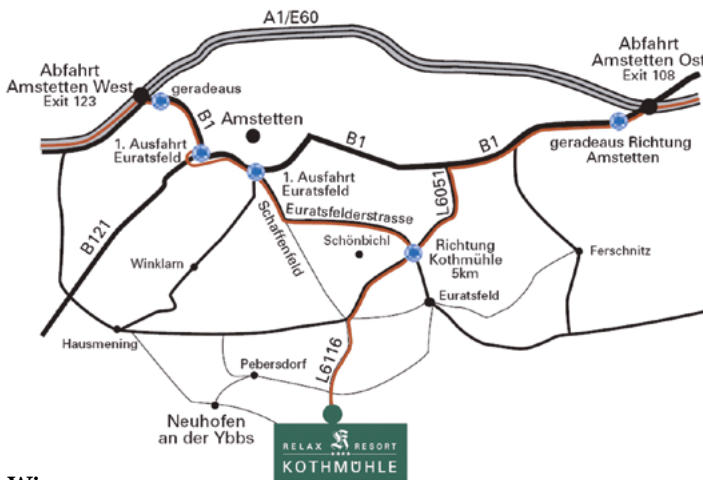 A1/E60
Abfahrt
Amstetten West
Exit 123
geradeaus
B1
Amstetten
1. Ausfahrt
Euratsfeld
B1
B1
Abfahrt
Amstetten Ost
Exit 108
geradeaus Richtung
Amstetten
1. Ausfahrt
Euratsfeld
B121
Euratsfelderstrasse
Schaffenfeld
L6051
Schönbichl
Richtung
Kothmühle
5km
Ferschnitz
Winklarn
Euratsfeld
Hausmening
L6116
Pebersdorf
Neuhofen
an der Ybbs
RELAX R RESORT
KOTHMÜHLE